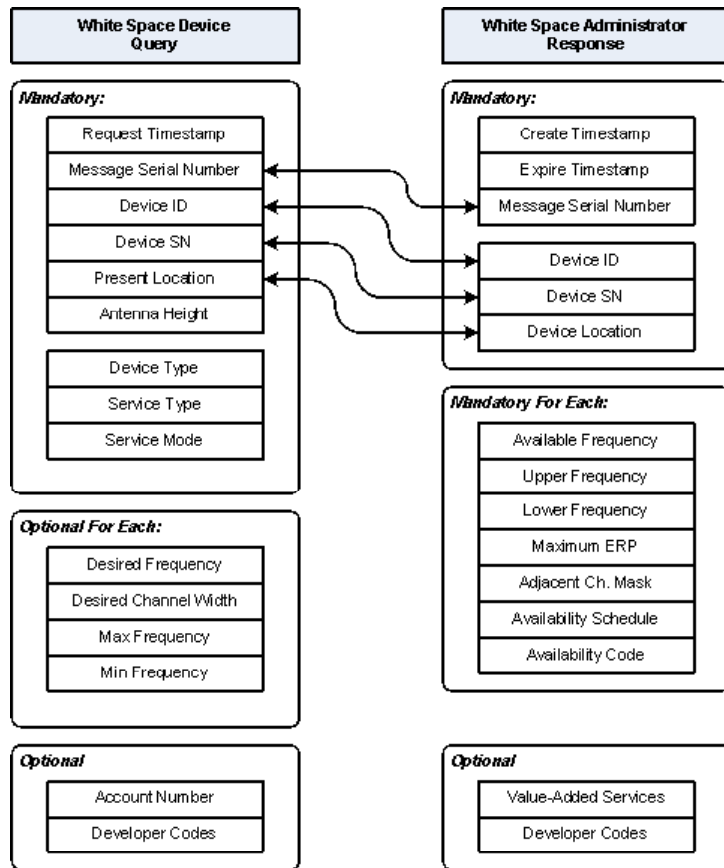 White Space Device
Query
Mandatory:
Request Timestamp
Message Serial Number
Device ID
Device SN
Present Location
Antenna Height
Device Type
Service Type
Service Mode
Optional For Each:
Desired Frequency
Desired Channel Width
Max Frequency
Min Frequency
Optional
Account Number
Developer Codes
White Space Administrator
Response
Mandatory:
Create Timestamp
Expire Timestamp
Message Serial Number
Device ID
Device SN
Device Location
Mandatory For Each:
Available Frequency
Upper Frequency
Lower Frequency
Maximum ERP
Adjacent Ch. Mask
Availability Schedule
Availability Code
Optional
Value-Added Services
Developer Codes